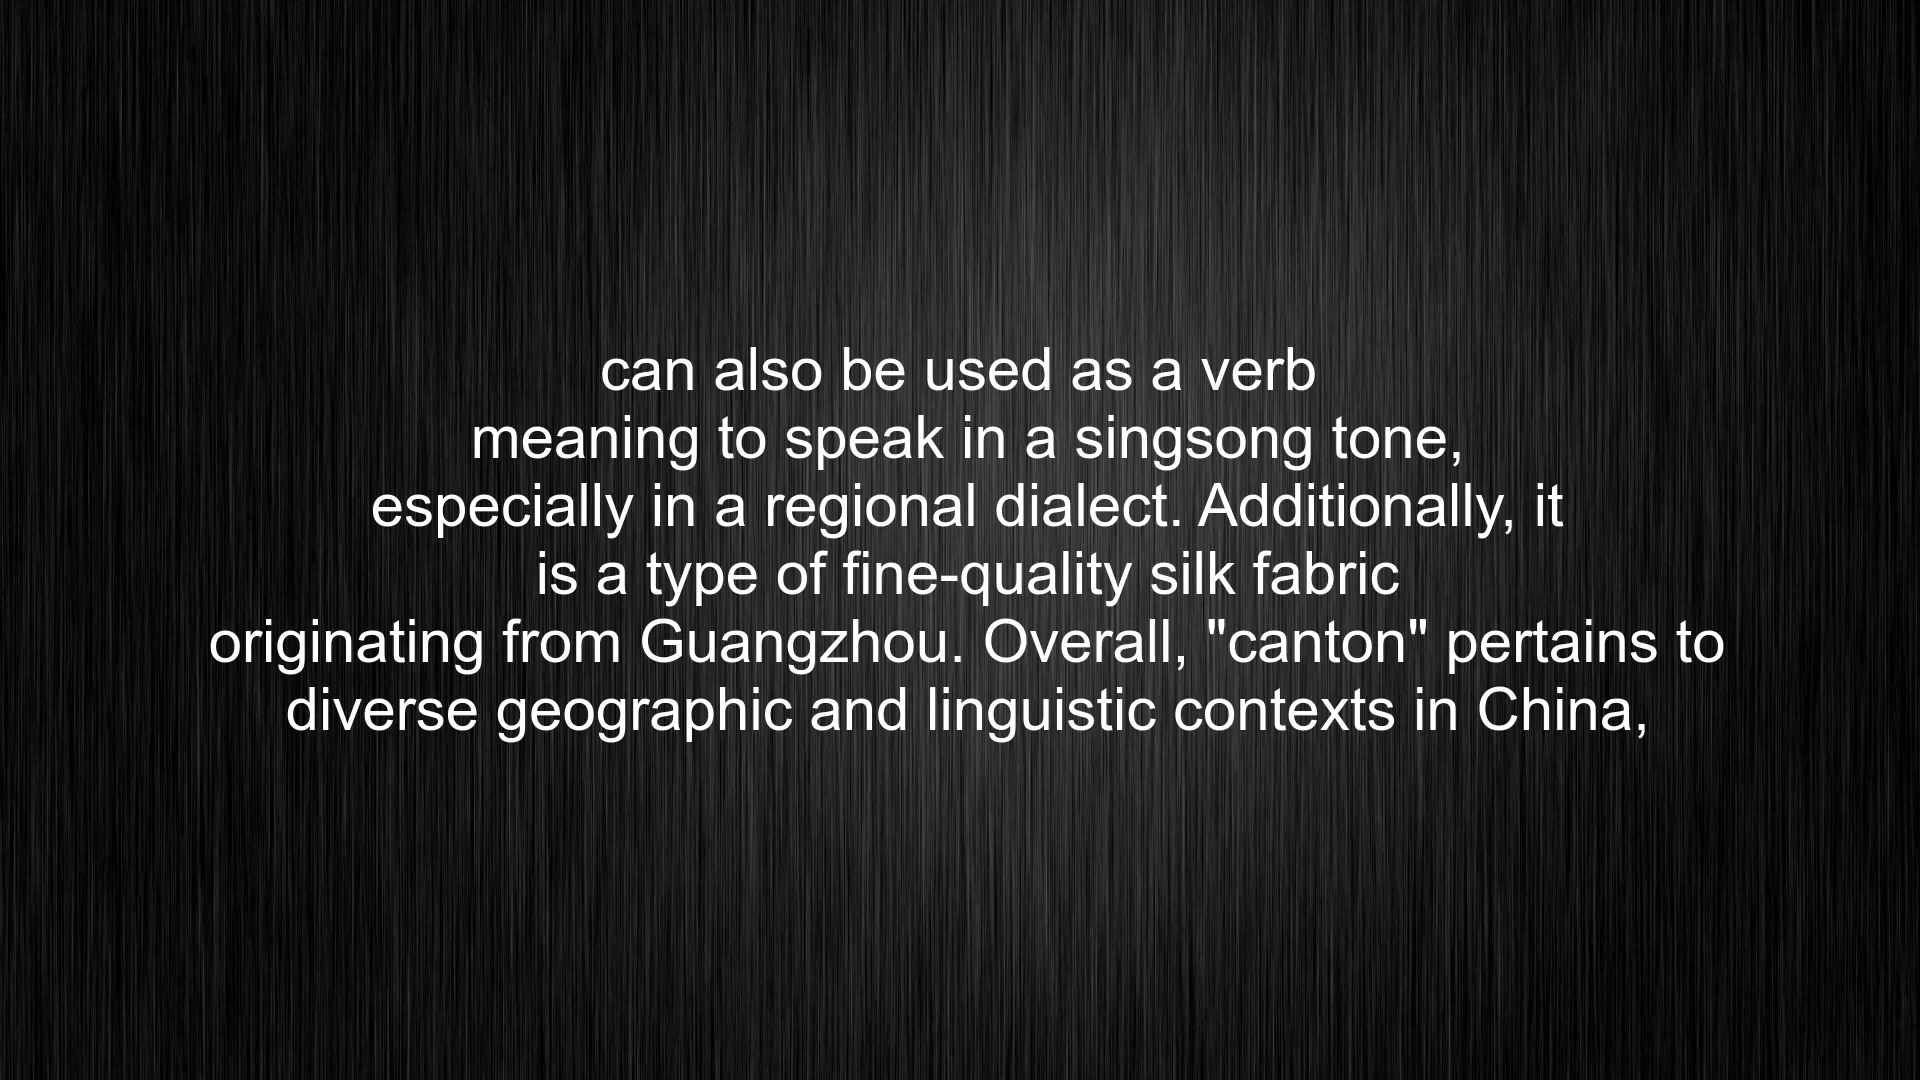 can also be used as a verb
meaning to speak in a singsong tone,
especially in a regional dialect. Additionally, it
is a type of fine-quality silk fabric
originating from Guangzhou. Overall, "canton" pertains to
diverse geographic and linguistic contexts in China,